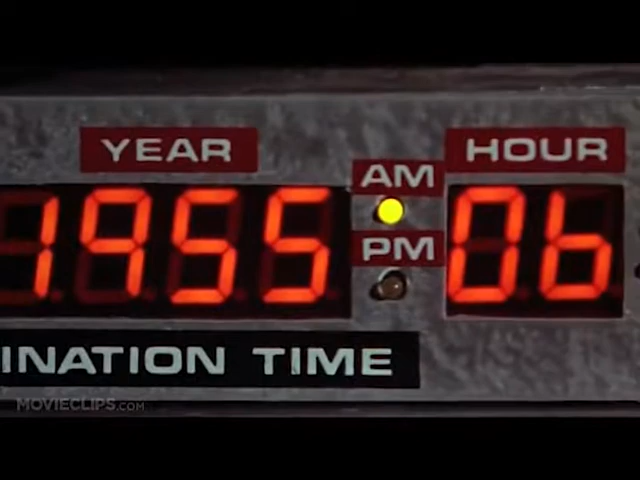 YEAR
HOUR
AM
1955
06
PM
INATION TIME
MOVIECLIPS.COM